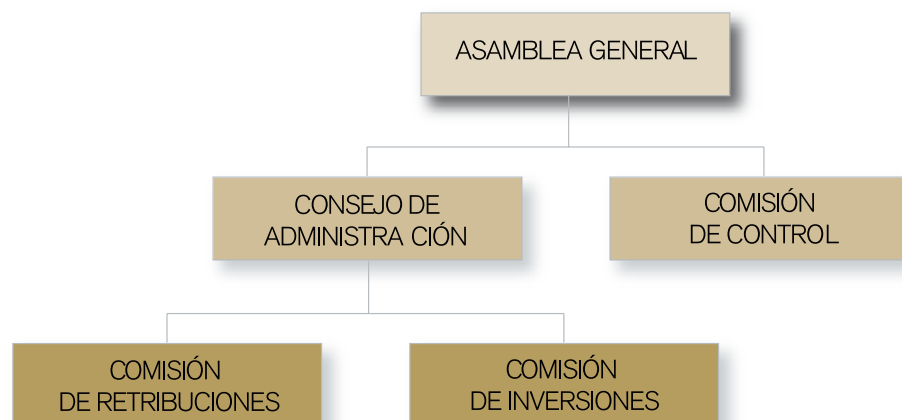 ASAMBLEA GENERAL
CONSEJO DE
ADMINISTRA CIÓN
COMISIÓN
DE CONTROL
COMISIÓN
DE RETRIBUCIONES
COMISIÓN
DE INVERSIONES